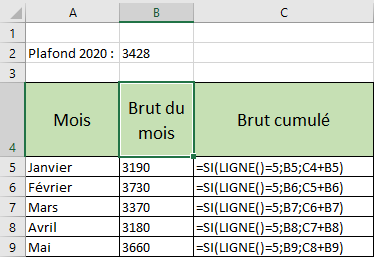 A B C
1
2 Plafond 2020 : 3428
3
4 Mois Brut du mois Brut cumulé
5 Janvier 3190 =SI(LIGNE()=5;B5;C4+B5)
6 Février 3730 =SI(LIGNE()=5;B6;C5+B6)
7 Mars 3370 =SI(LIGNE()=5;B7;C6+B7)
8 Avril 3180 =SI(LIGNE()=5;B8;C7+B8)
9 Mai 3660 =SI(LIGNE()=5;B9;C8+B9)